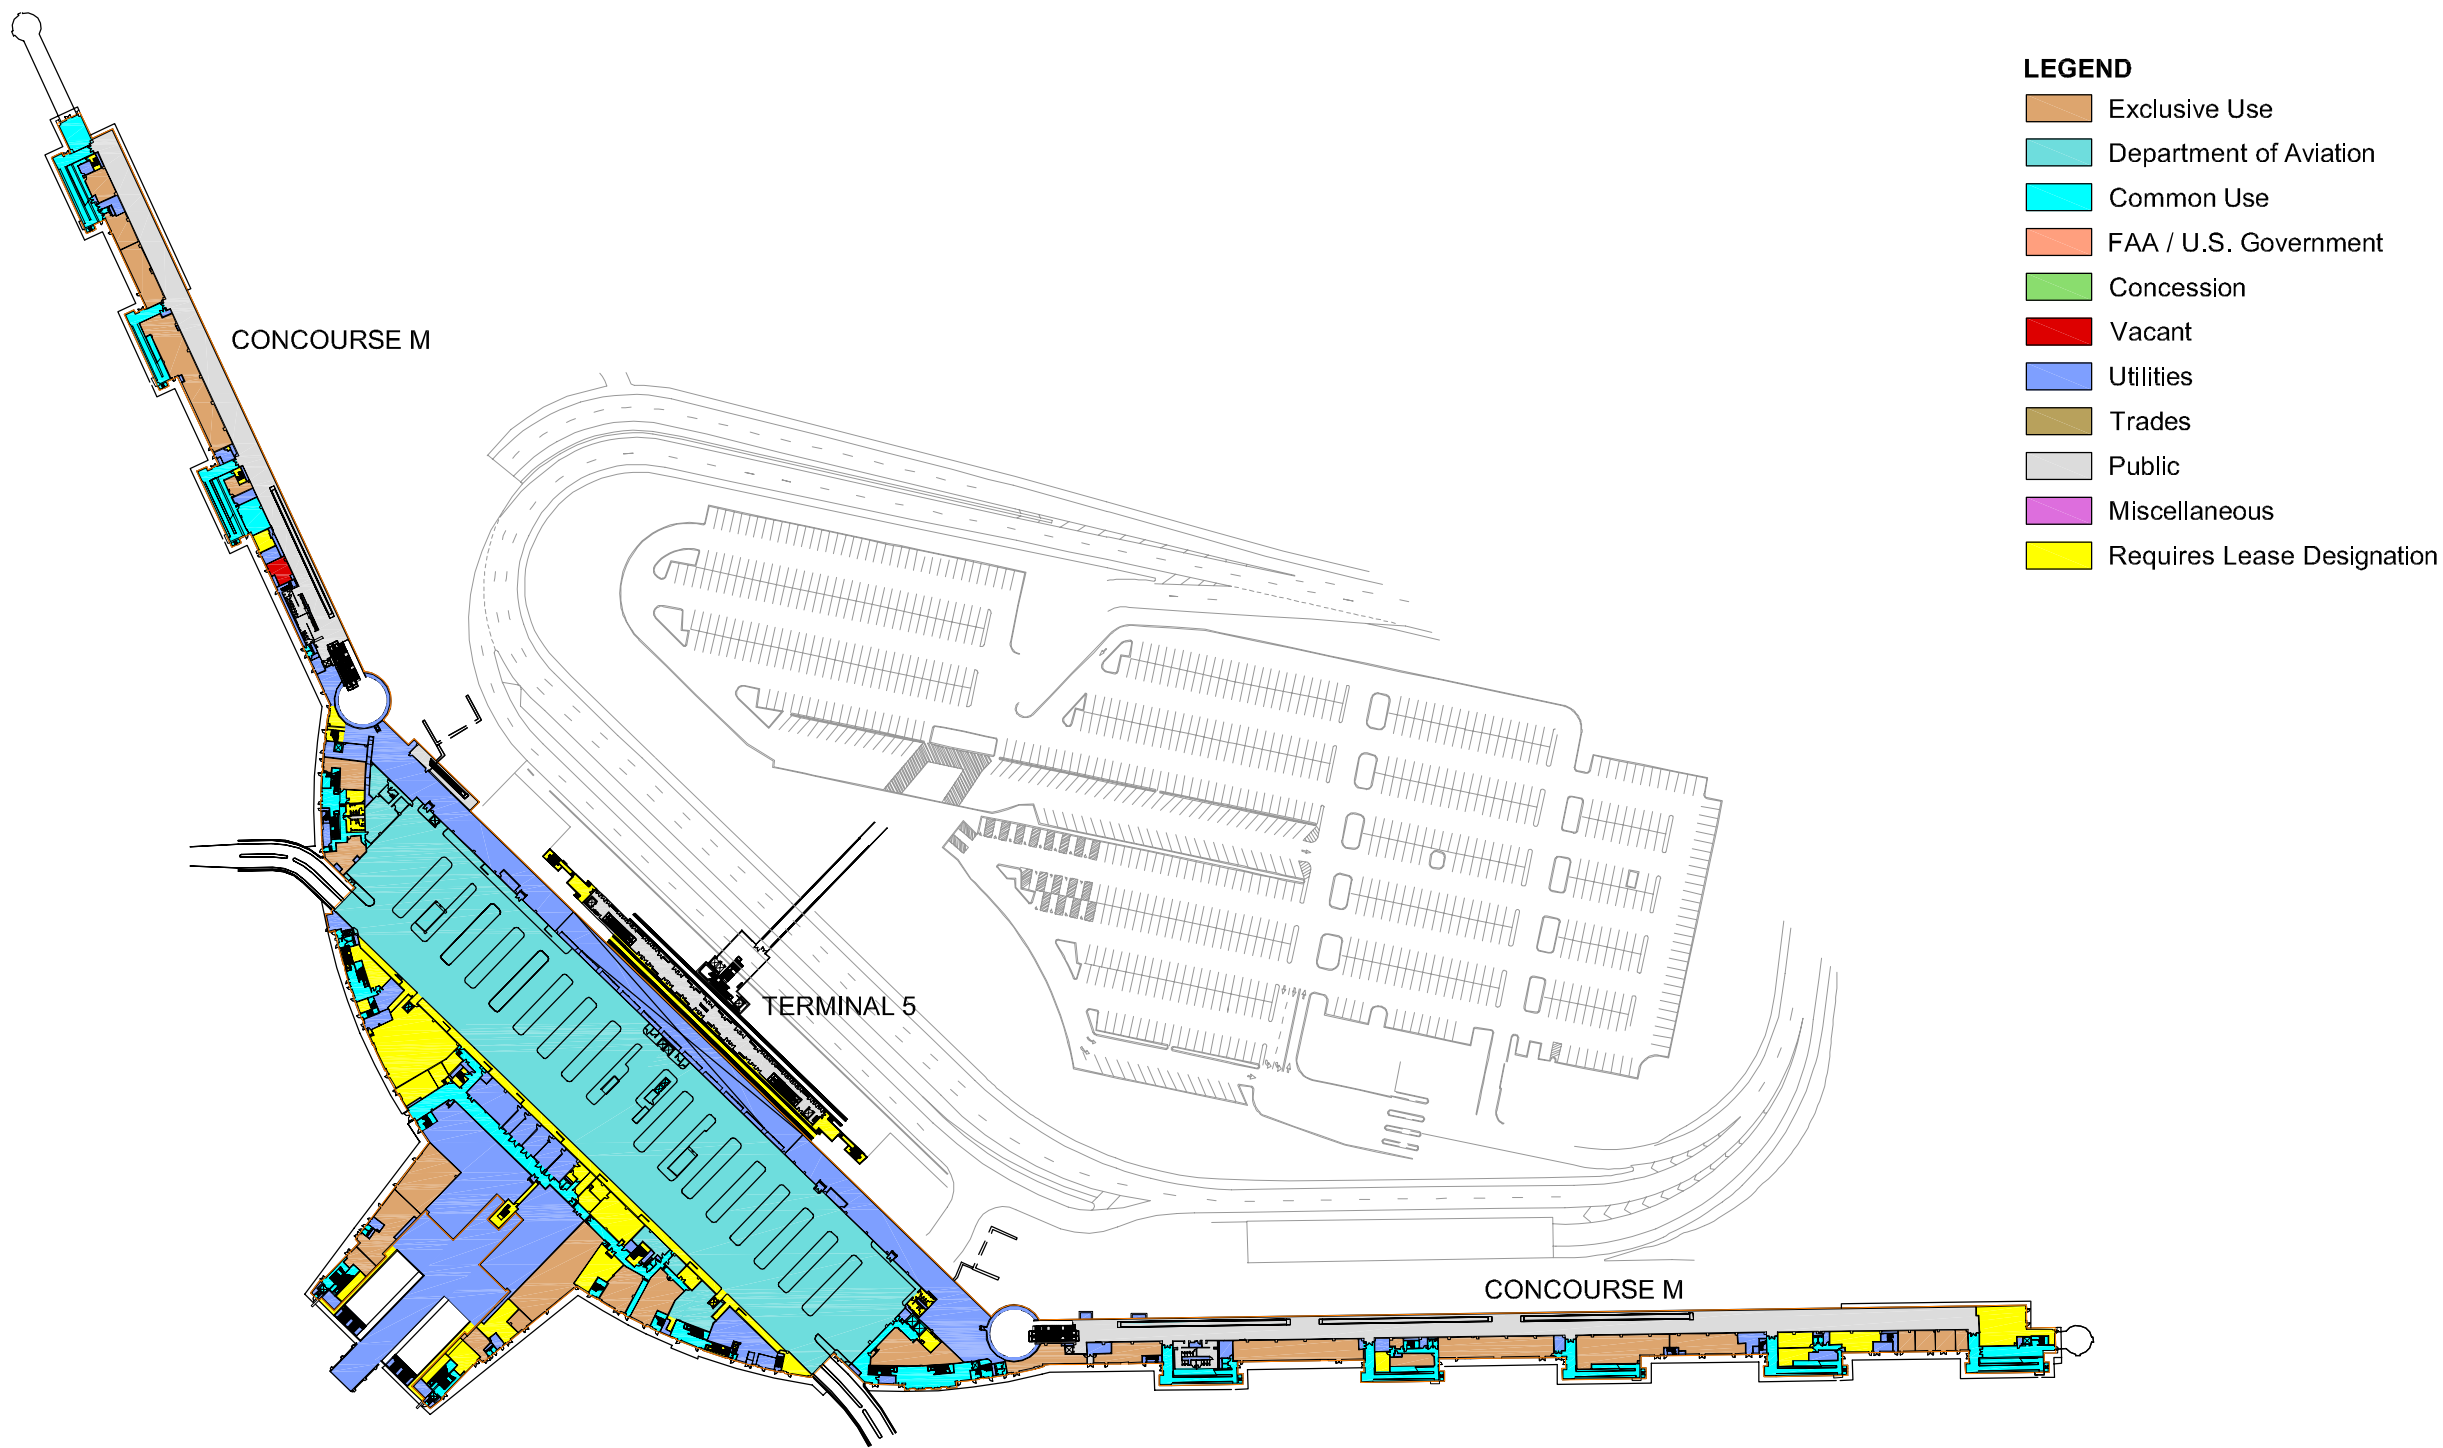 LEGEND
Exclusive Use
Department of Aviation
Common Use
FAA / U.S. Government
Concession
Vacant
Utilities
Trades
Public
Miscellaneous
Requires Lease Designation
CONCOURSE M
TERMINAL 5
CONCOURSE M